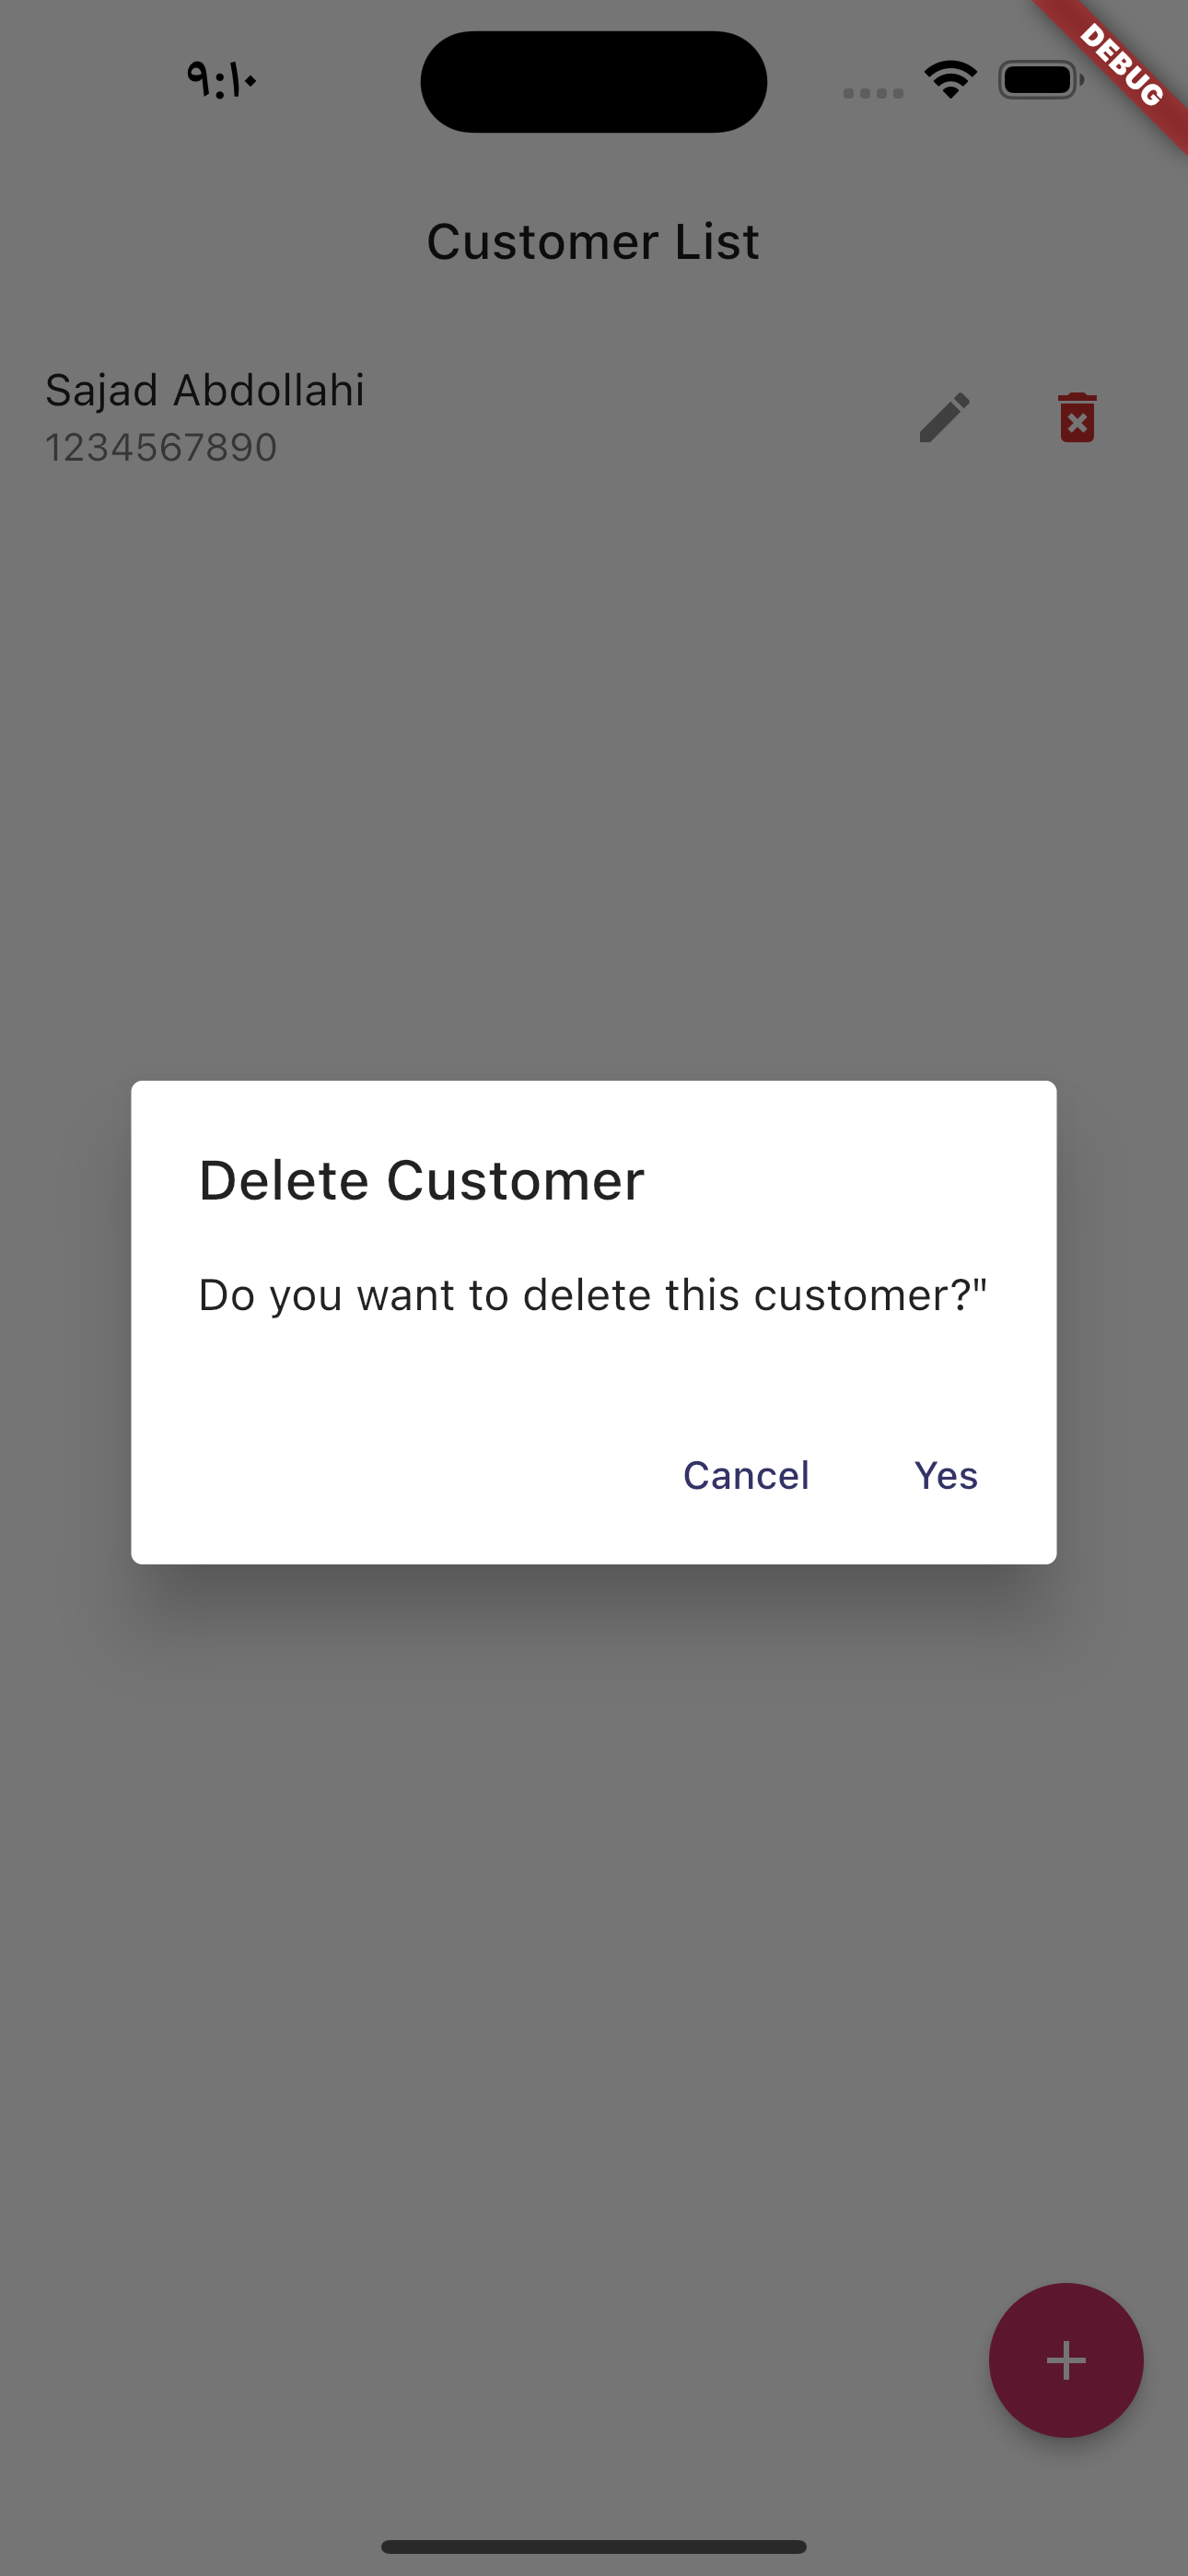 ۹:۱۰
DEBUG
Customer List
Sajad Abdollahi
1234567890
Delete Customer
Do you want to delete this customer?"
Cancel Yes